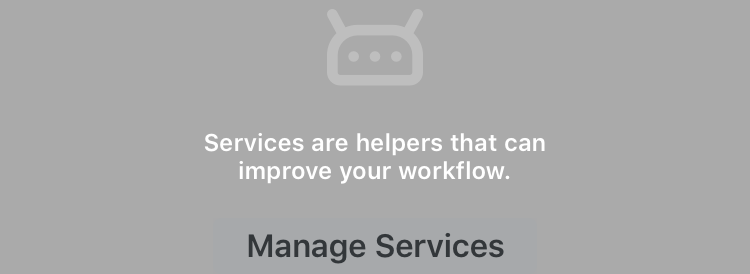 Services are helpers that can
improve your workflow.
Manage Services